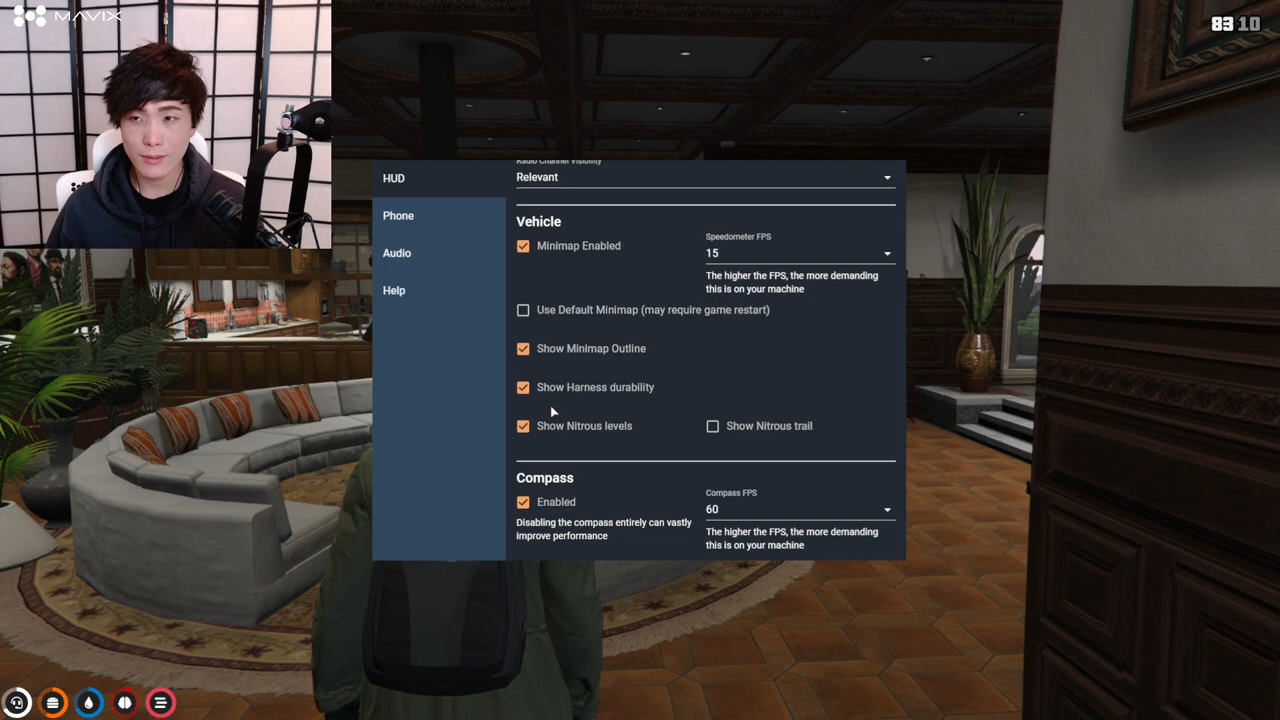 MAVIX
83 10
HUD
Phone
Audio
Help
Radio Channel Visibility
Relevant
Vehicle
Minimap Enabled
Speedometer FPS
15
The higher the FPS, the more demanding
this is on your machine
Use Default Minimap (may require game restart)
Show Minimap Outline
Show Harness durability
Show Nitrous levels
Show Nitrous trail
Compass
Enabled
Disabling the compass entirely can vastly
improve performance
Compass FPS
60
The higher the FPS, the more demanding
this is on your machine